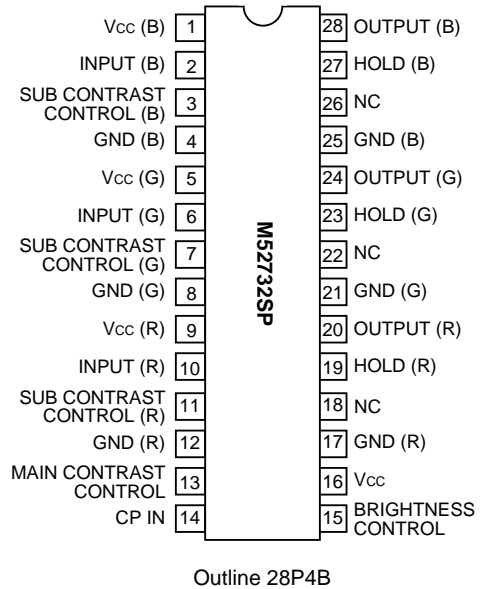 Vcc (B) 1 28 OUTPUT (B)
INPUT (B) 2 27 HOLD (B)
SUB CONTRAST
CONTROL (B) 3 26 NC
GND (B) 4 25 GND (B)
Vcc (G) 5 24 OUTPUT (G)
INPUT (G) 6 23 HOLD (G)
SUB CONTRAST
CONTROL (G) 7 22 NC
GND (G) 8 21 GND (G)
Vcc (R) 9 20 OUTPUT (R)
INPUT (R) 10 19 HOLD (R)
SUB CONTRAST
CONTROL (R) 11 18 NC
GND (R) 12 17 GND (R)
MAIN CONTRAST
CONTROL 13 16 Vcc
CP IN 14 15 BRIGHTNESS
CONTROL
M52732SP
Outline 28P4B